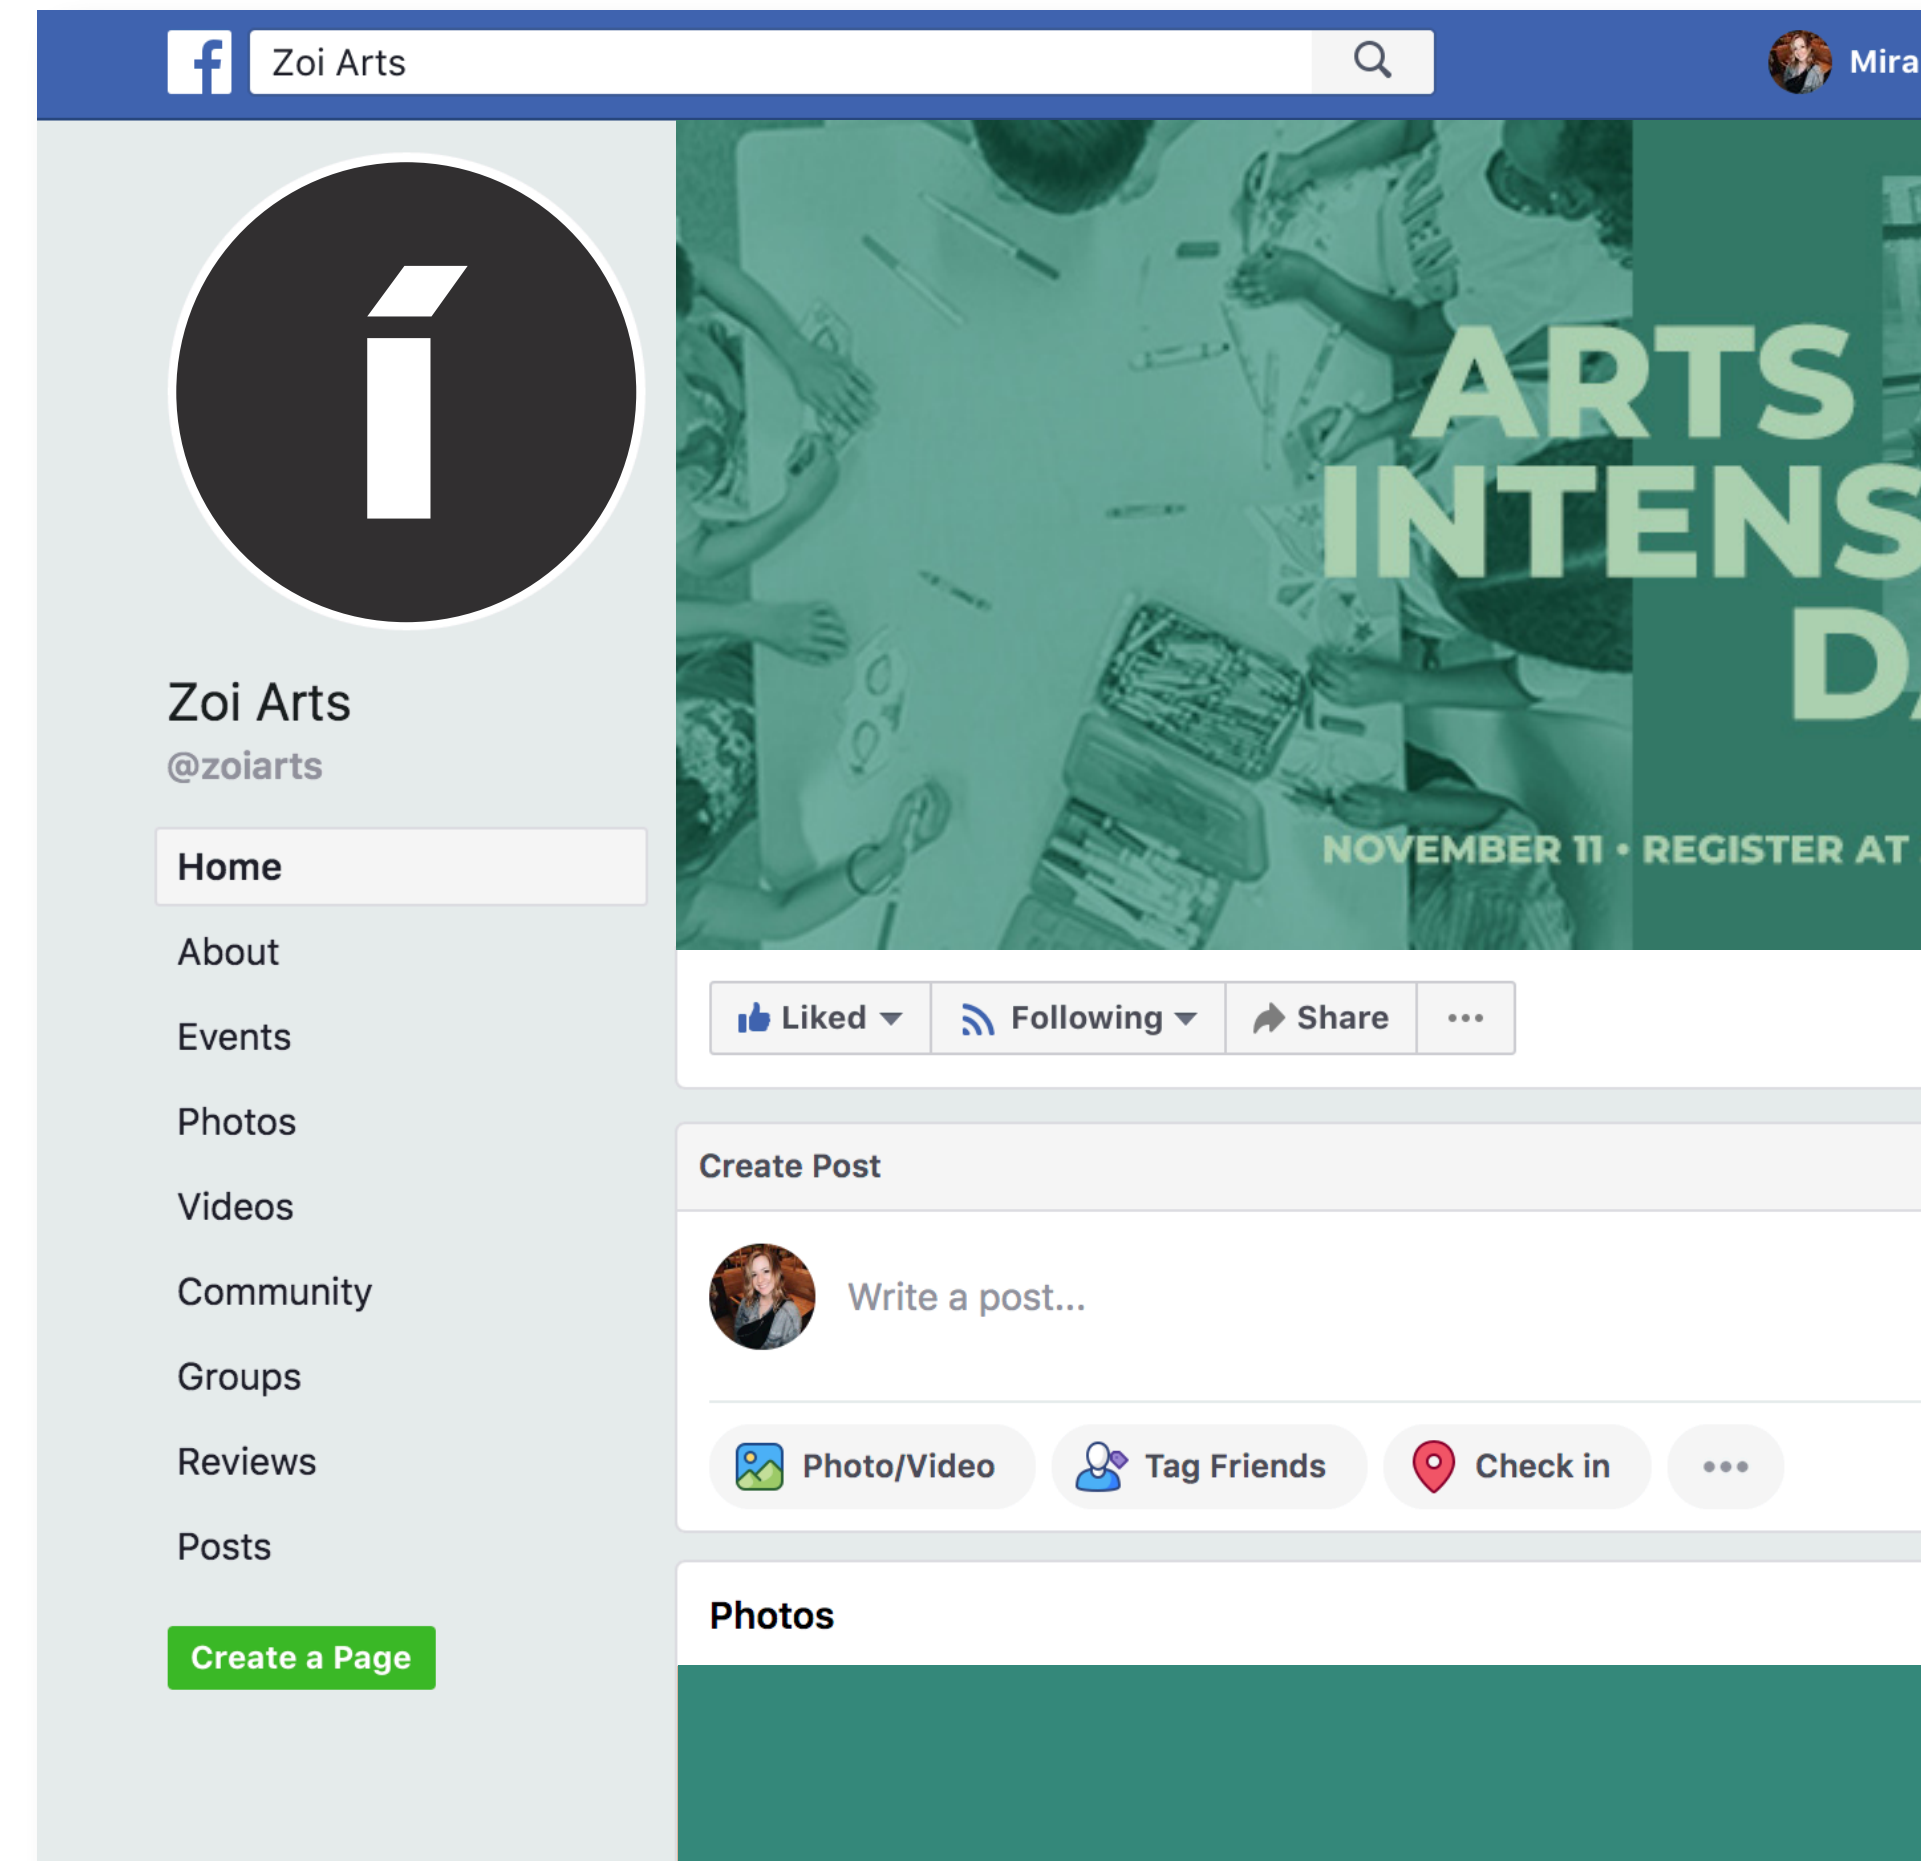 Zoi Arts
Mira
í
Zoi Arts
@zoiarts
Home
About
Events
Photos
Videos
Community
Groups
Reviews
Posts
Create a Page
ARTS
INTENS
DA
NOVEMBER 11 • REGISTER AT
Liked
Following
Share
Create Post
Write a post...
Photo/Video
Tag Friends
Check in
Photos